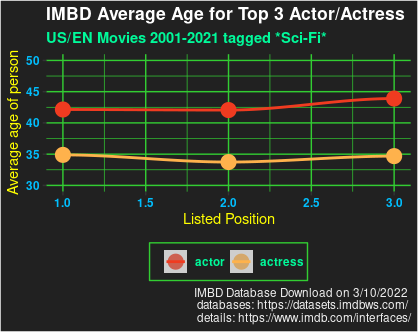 IMBD Average Age for Top 3 Actor/Actress
US/EN Movies 2001-2021 tagged *Sci-Fi*
Average age of person
50
45
40
35
30
1.0 1.5 2.0 2.5 3.0
Listed Position
actor actress
IMBD Database Download on 3/10/2022
databases: https://datasets.imdbws.com/
details: https://www.imdb.com/interfaces/